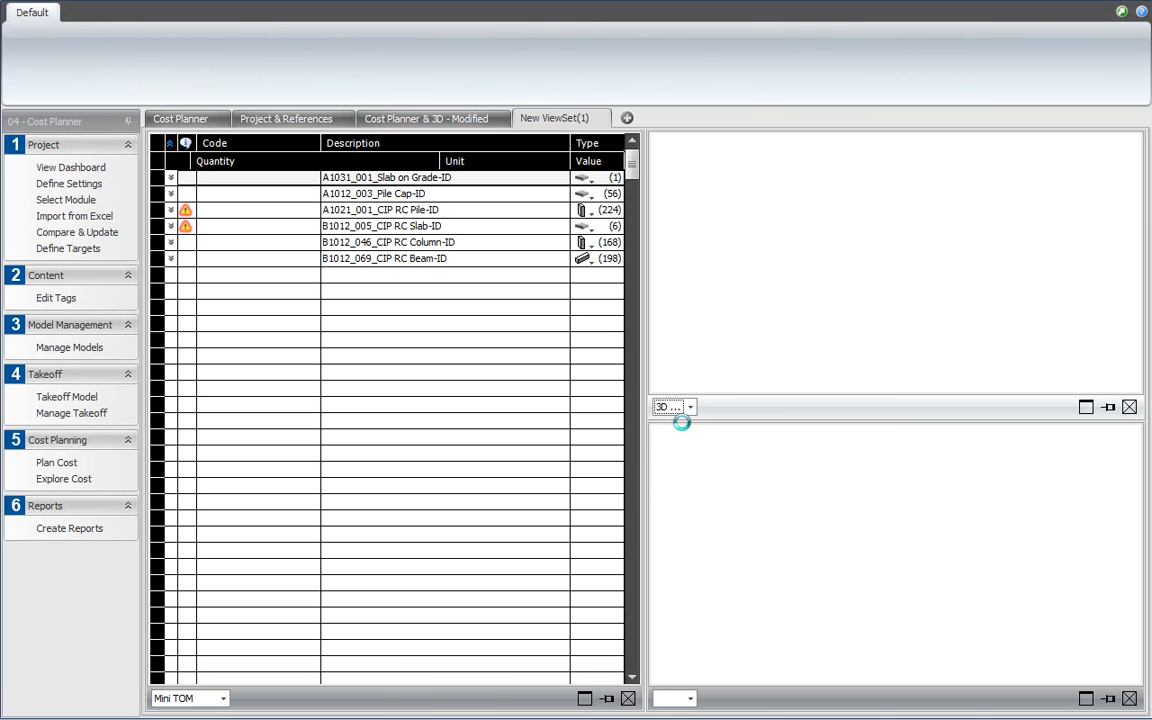 Default
04 - Cost Planner
Cost Planner
Project & References
Cost Planner & 3D - Modified
New ViewSet(1)
1 Project
View Dashboard
Define Settings
Select Module
Import from Excel
Compare & Update
Define Targets
2 Content
Edit Tags
3 Model Management
Manage Models
4 Takeoff
Takeoff Model
Manage Takeoff
5 Cost Planning
Plan Cost
Explore Cost
6 Reports
Create Reports
Code Description Type
Quantity Unit Value
A1031_001_Slab on Grade-ID (1)
A1012_003_Pile Cap-ID (56)
A1021_001_CIP RC Pile-ID (224)
B1012_005_CIP RC Slab-ID (6)
B1012_046_CIP RC Column-ID (168)
B1012_069_CIP RC Beam-ID (198)
Mini TOM
3D ...